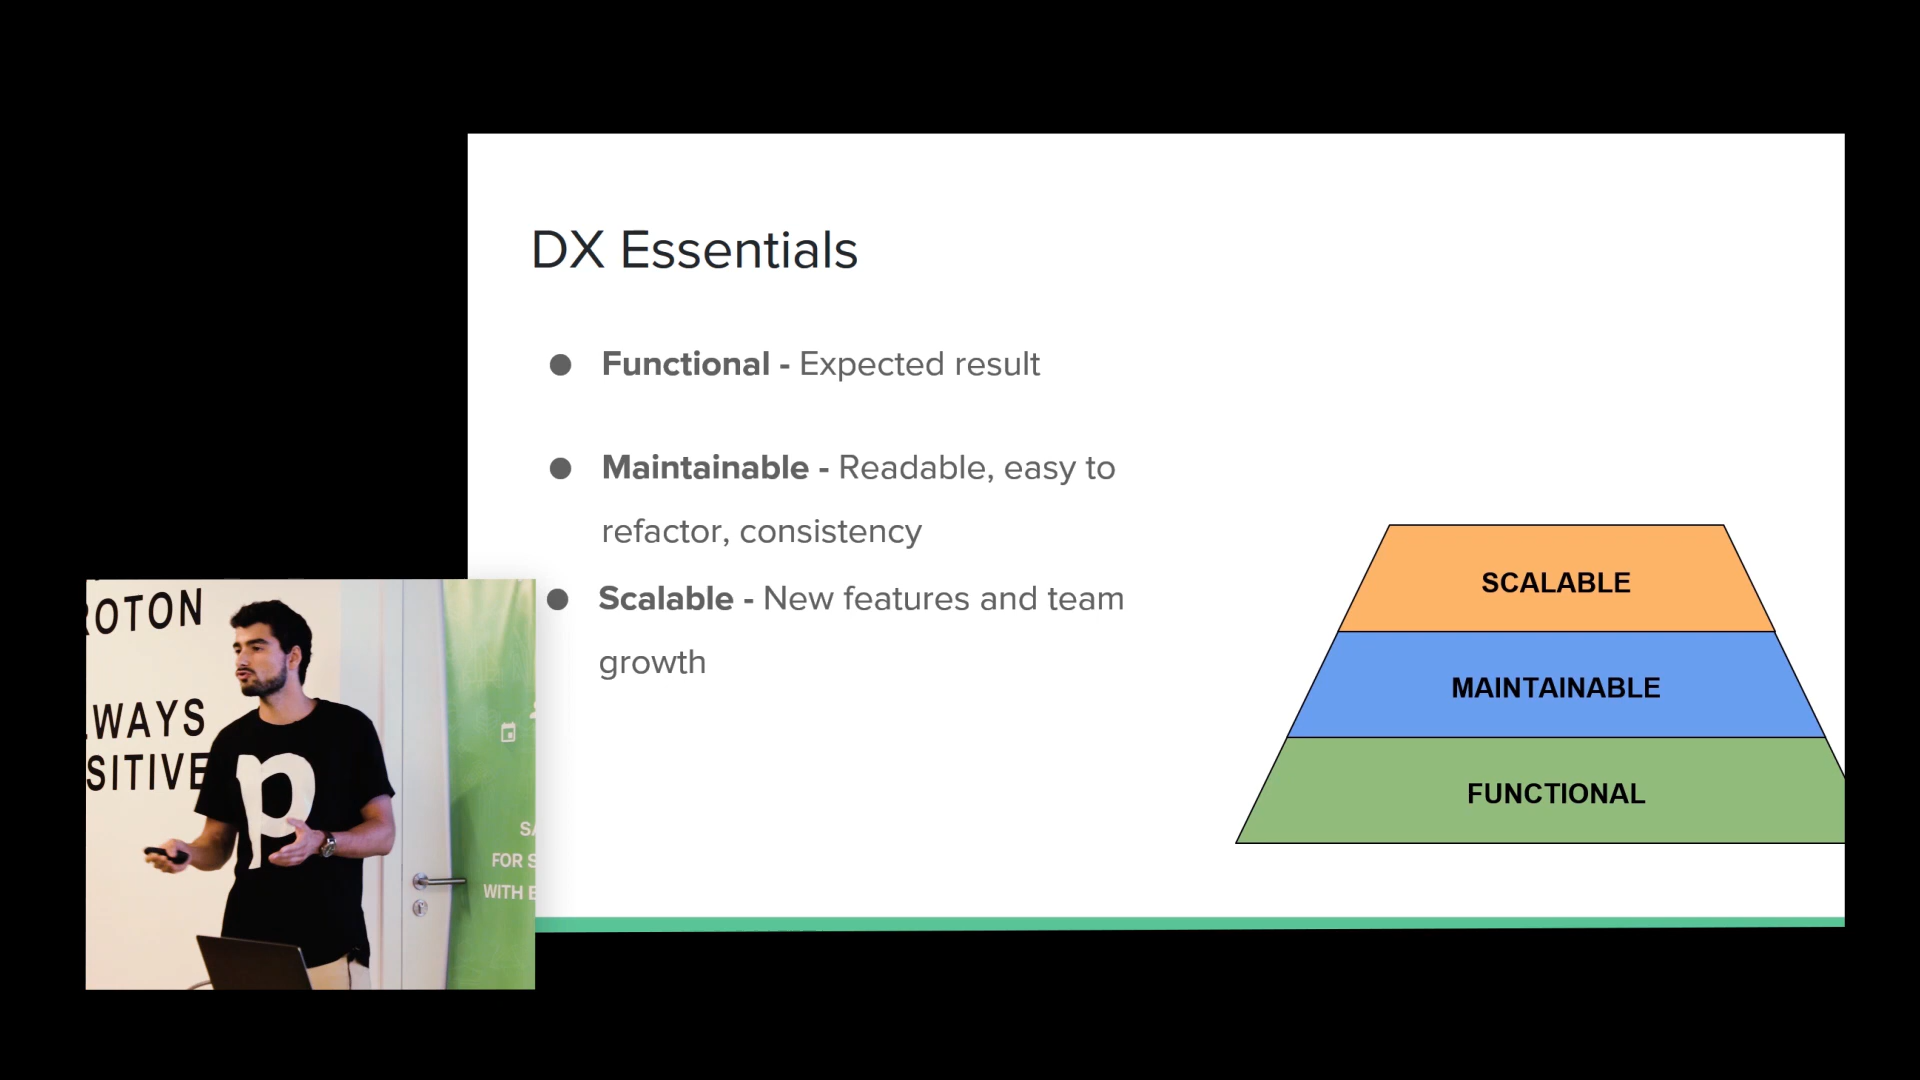 DX Essentials
● Functional - Expected result
● Maintainable - Readable, easy to
refactor, consistency
● Scalable - New features and team
growth
SCALABLE
MAINTAINABLE
FUNCTIONAL
ROTON
WAYS
SITIVE
p
FOR S
WITH E